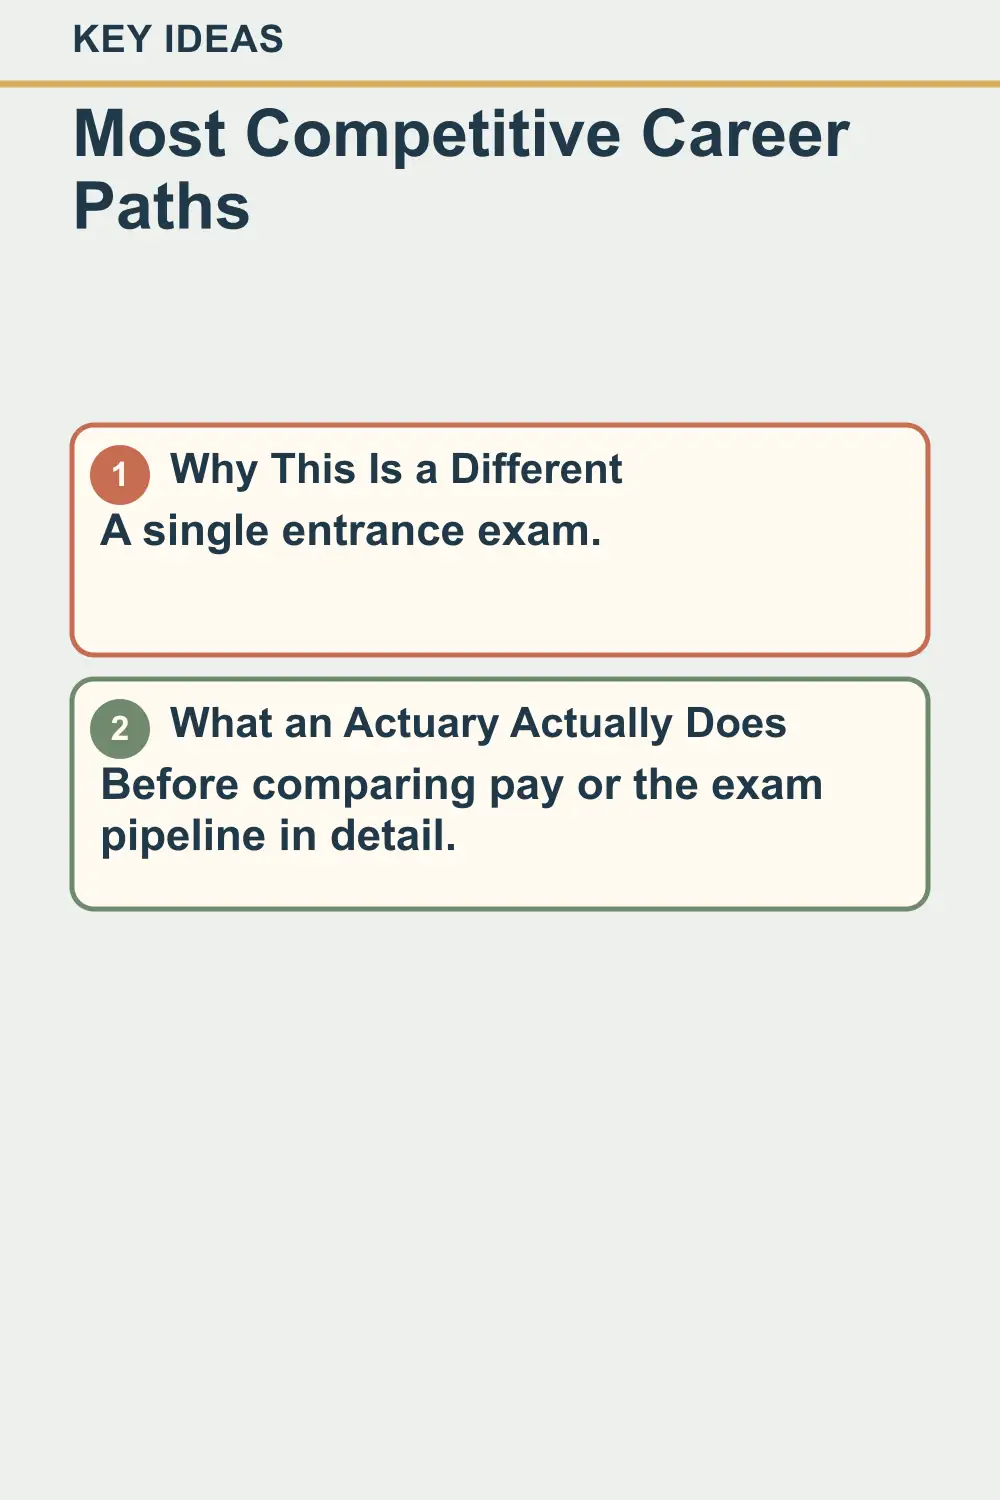 KEY IDEAS
Most Competitive Career
Paths
1 Why This Is a Different
A single entrance exam.
2 What an Actuary Actually Does
Before comparing pay or the exam
pipeline in detail.